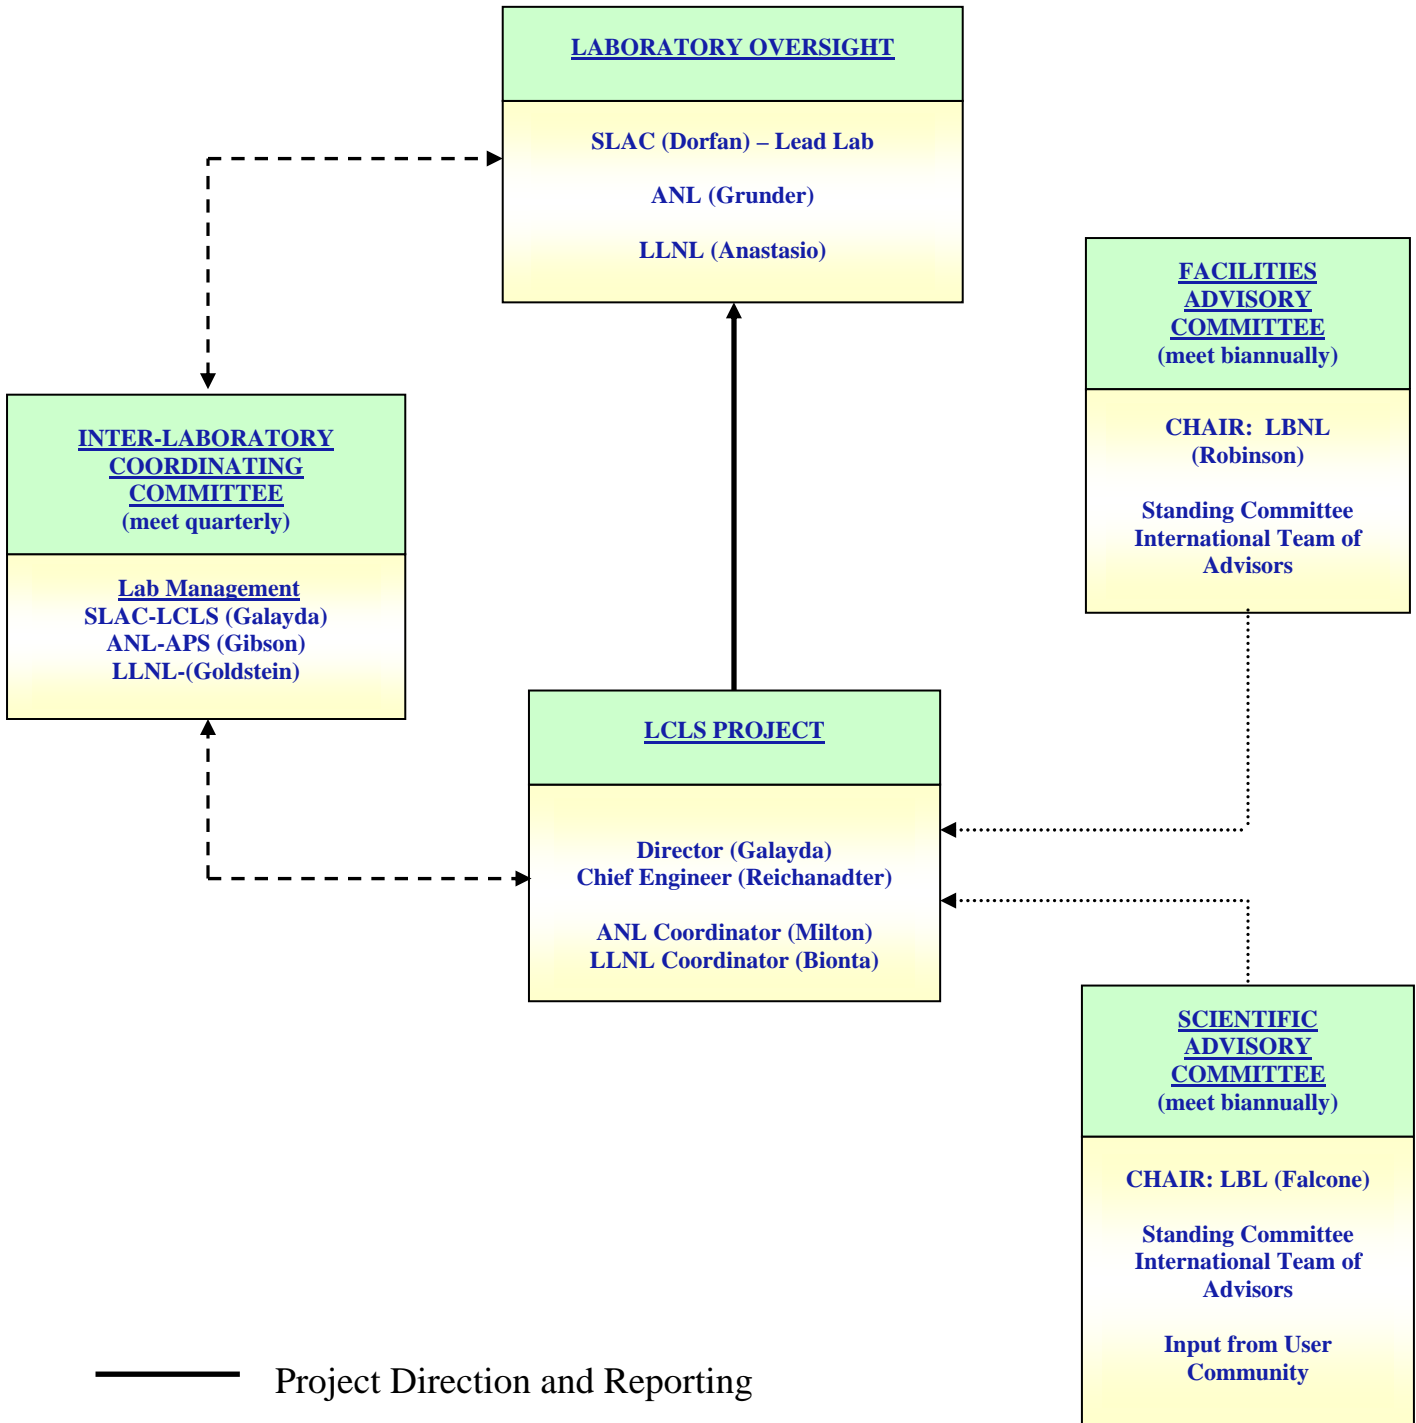 LABORATORY OVERSIGHT
SLAC (Dorfan) – Lead Lab
ANL (Grunder)
LLNL (Anastasio)
FACILITIES
ADVISORY
COMMITTEE
(meet biannually)
CHAIR: LBNL
(Robinson)
Standing Committee
International Team of
Advisors
INTER-LABORATORY
COORDINATING
COMMITTEE
(meet quarterly)
Lab Management
SLAC-LCLS (Galayda)
ANL-APS (Gibson)
LLNL-(Goldstein)
LCLS PROJECT
Director (Galayda)
Chief Engineer (Reichanadter)
ANL Coordinator (Milton)
LLNL Coordinator (Bionta)
SCIENTIFIC
ADVISORY
COMMITTEE
(meet biannually)
CHAIR: LBL (Falcone)
Standing Committee
International Team of
Advisors
Input from User
Community
Project Direction and Reporting